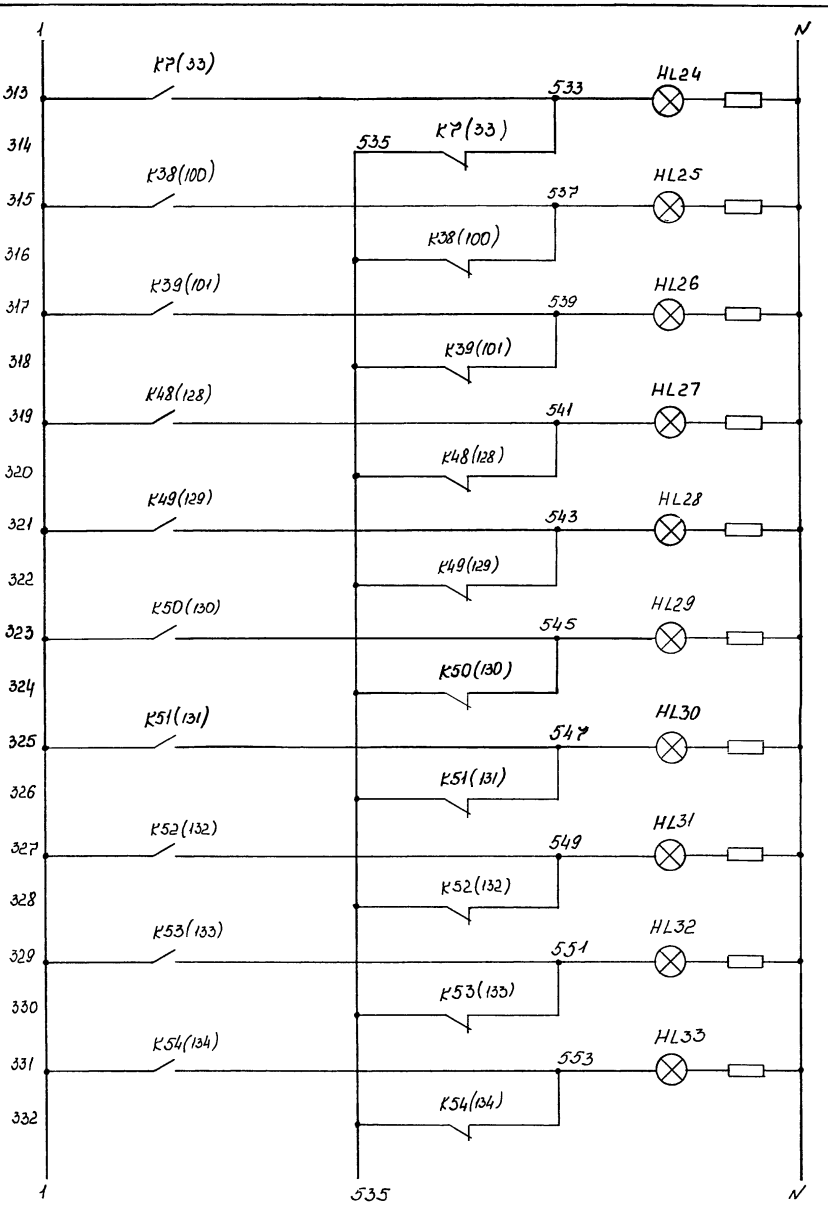 1 N
K7(33) HL24
313 533
314 535 K7(33)
K38(100) HL25
315 537
316 K38(100)
K39(101) HL26
317 539
318 K39(101)
K48(128) HL27
319 541
320 K48(128)
K49(129) HL28
321 543
322 K49(129)
K50(130) HL29
323 545
324 K50(130)
K51(131) HL30
325 547
326 K51(131)
K52(132) HL31
327 549
328 K52(132)
K53(133) HL32
329 551
330 K53(133)
K54(134) HL33
331 553
332 K54(134)
1 535 N